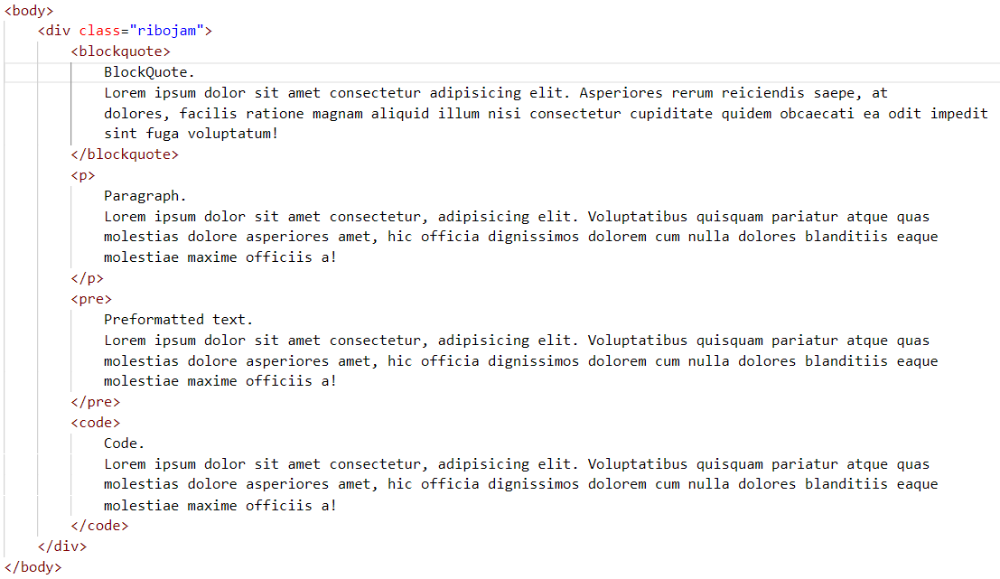 <body>
<div class="ribojam">
<blockquote>
BlockQuote.
Lorem ipsum dolor sit amet consectetur adipisicing elit. Asperiores rerum reiciendis saepe, at
dolores, facilis ratione magnam aliquid illum nisi consectetur cupiditate quidem obcaecati ea odit impedit
sint fuga voluptatum!
</blockquote>
<p>
Paragraph.
Lorem ipsum dolor sit amet consectetur, adipisicing elit. Voluptatibus quisquam pariatur atque quas
molestias dolore asperiores amet, hic officia dignissimos dolorem cum nulla dolores blanditiis eaque
molestiae maxime officiis a!
</p>
<pre>
Preformatted text.
Lorem ipsum dolor sit amet consectetur, adipisicing elit. Voluptatibus quisquam pariatur atque quas
molestias dolore asperiores amet, hic officia dignissimos dolorem cum nulla dolores blanditiis eaque
molestiae maxime officiis a!
</pre>
<code>
Code.
Lorem ipsum dolor sit amet consectetur, adipisicing elit. Voluptatibus quisquam pariatur atque quas
molestias dolore asperiores amet, hic officia dignissimos dolorem cum nulla dolores blanditiis eaque
molestiae maxime officiis a!
</code>
</div>
</body>